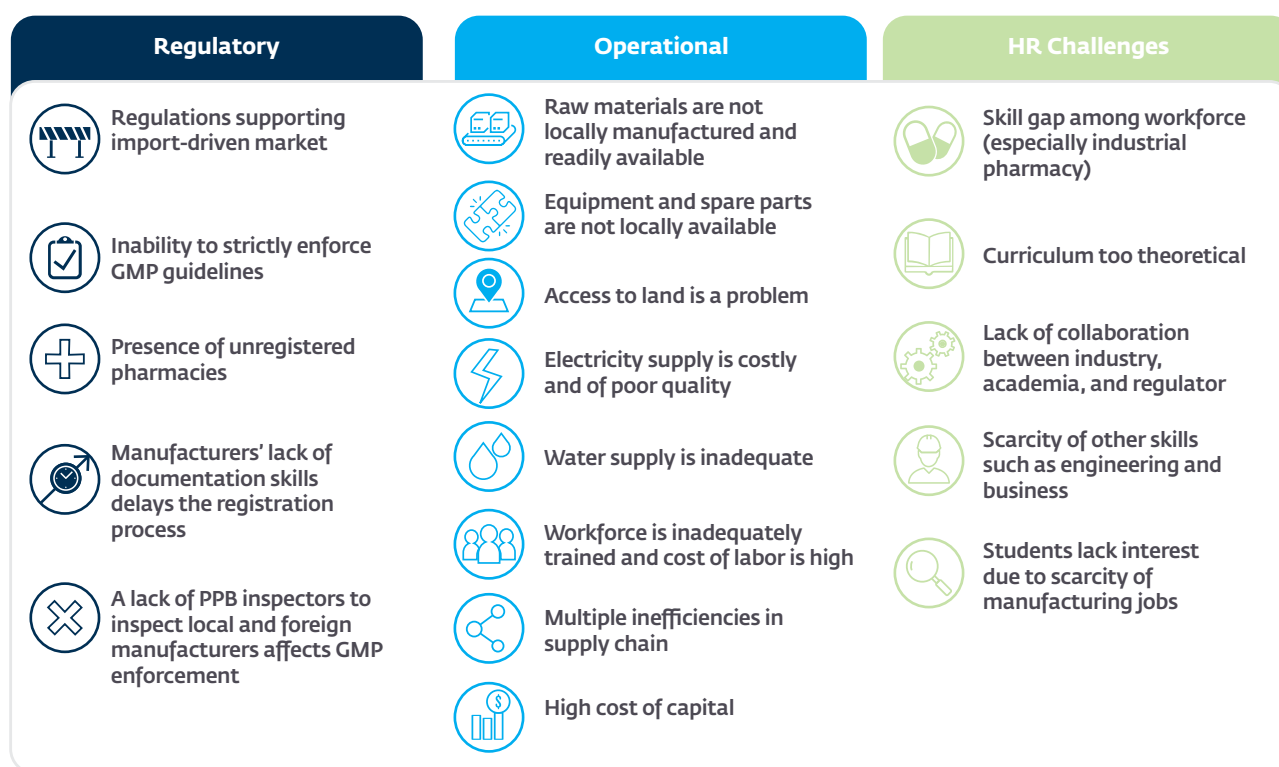 Regulatory
Regulations supporting
import-driven market
Inability to strictly enforce
GMP guidelines
Presence of unregistered
pharmacies
Manufacturers’ lack of
documentation skills
delays the registration
process
A lack of PPB inspectors to
inspect local and foreign
manufacturers affects GMP
enforcement
Operational
Raw materials are not
locally manufactured and
readily available
Equipment and spare parts
are not locally available
Access to land is a problem
Electricity supply is costly
and of poor quality
Water supply is inadequate
Workforce is inadequately
trained and cost of labor is high
Multiple inefficiencies in
supply chain
$
High cost of capital
HR Challenges
Skill gap among workforce
(especially industrial
pharmacy)
Curriculum too theoretical
Lack of collaboration
between industry,
academia, and regulator
Scarcity of other skills
such as engineering and
business
Students lack interest
due to scarcity of
manufacturing jobs